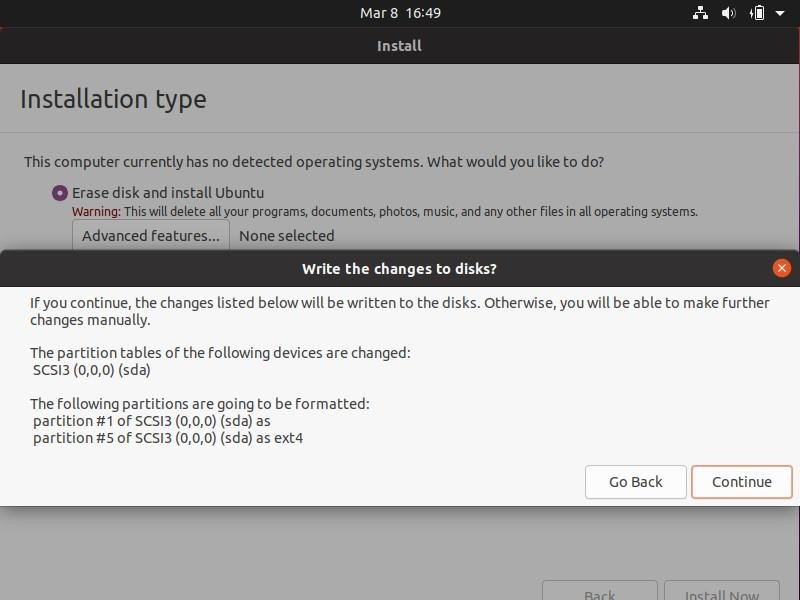 Mar 8 16:49
Install
Installation type
This computer currently has no detected operating systems. What would you like to do?
Erase disk and install Ubuntu
Warning: This will delete all your programs, documents, photos, music, and any other files in all operating systems.
Advanced features... None selected
Write the changes to disks?
If you continue, the changes listed below will be written to the disks. Otherwise, you will be able to make further
changes manually.
The partition tables of the following devices are changed:
SCSI3 (0,0,0) (sda)
The following partitions are going to be formatted:
partition #1 of SCSI3 (0,0,0) (sda) as
partition #5 of SCSI3 (0,0,0) (sda) as ext4
Go Back Continue
Back Install Now